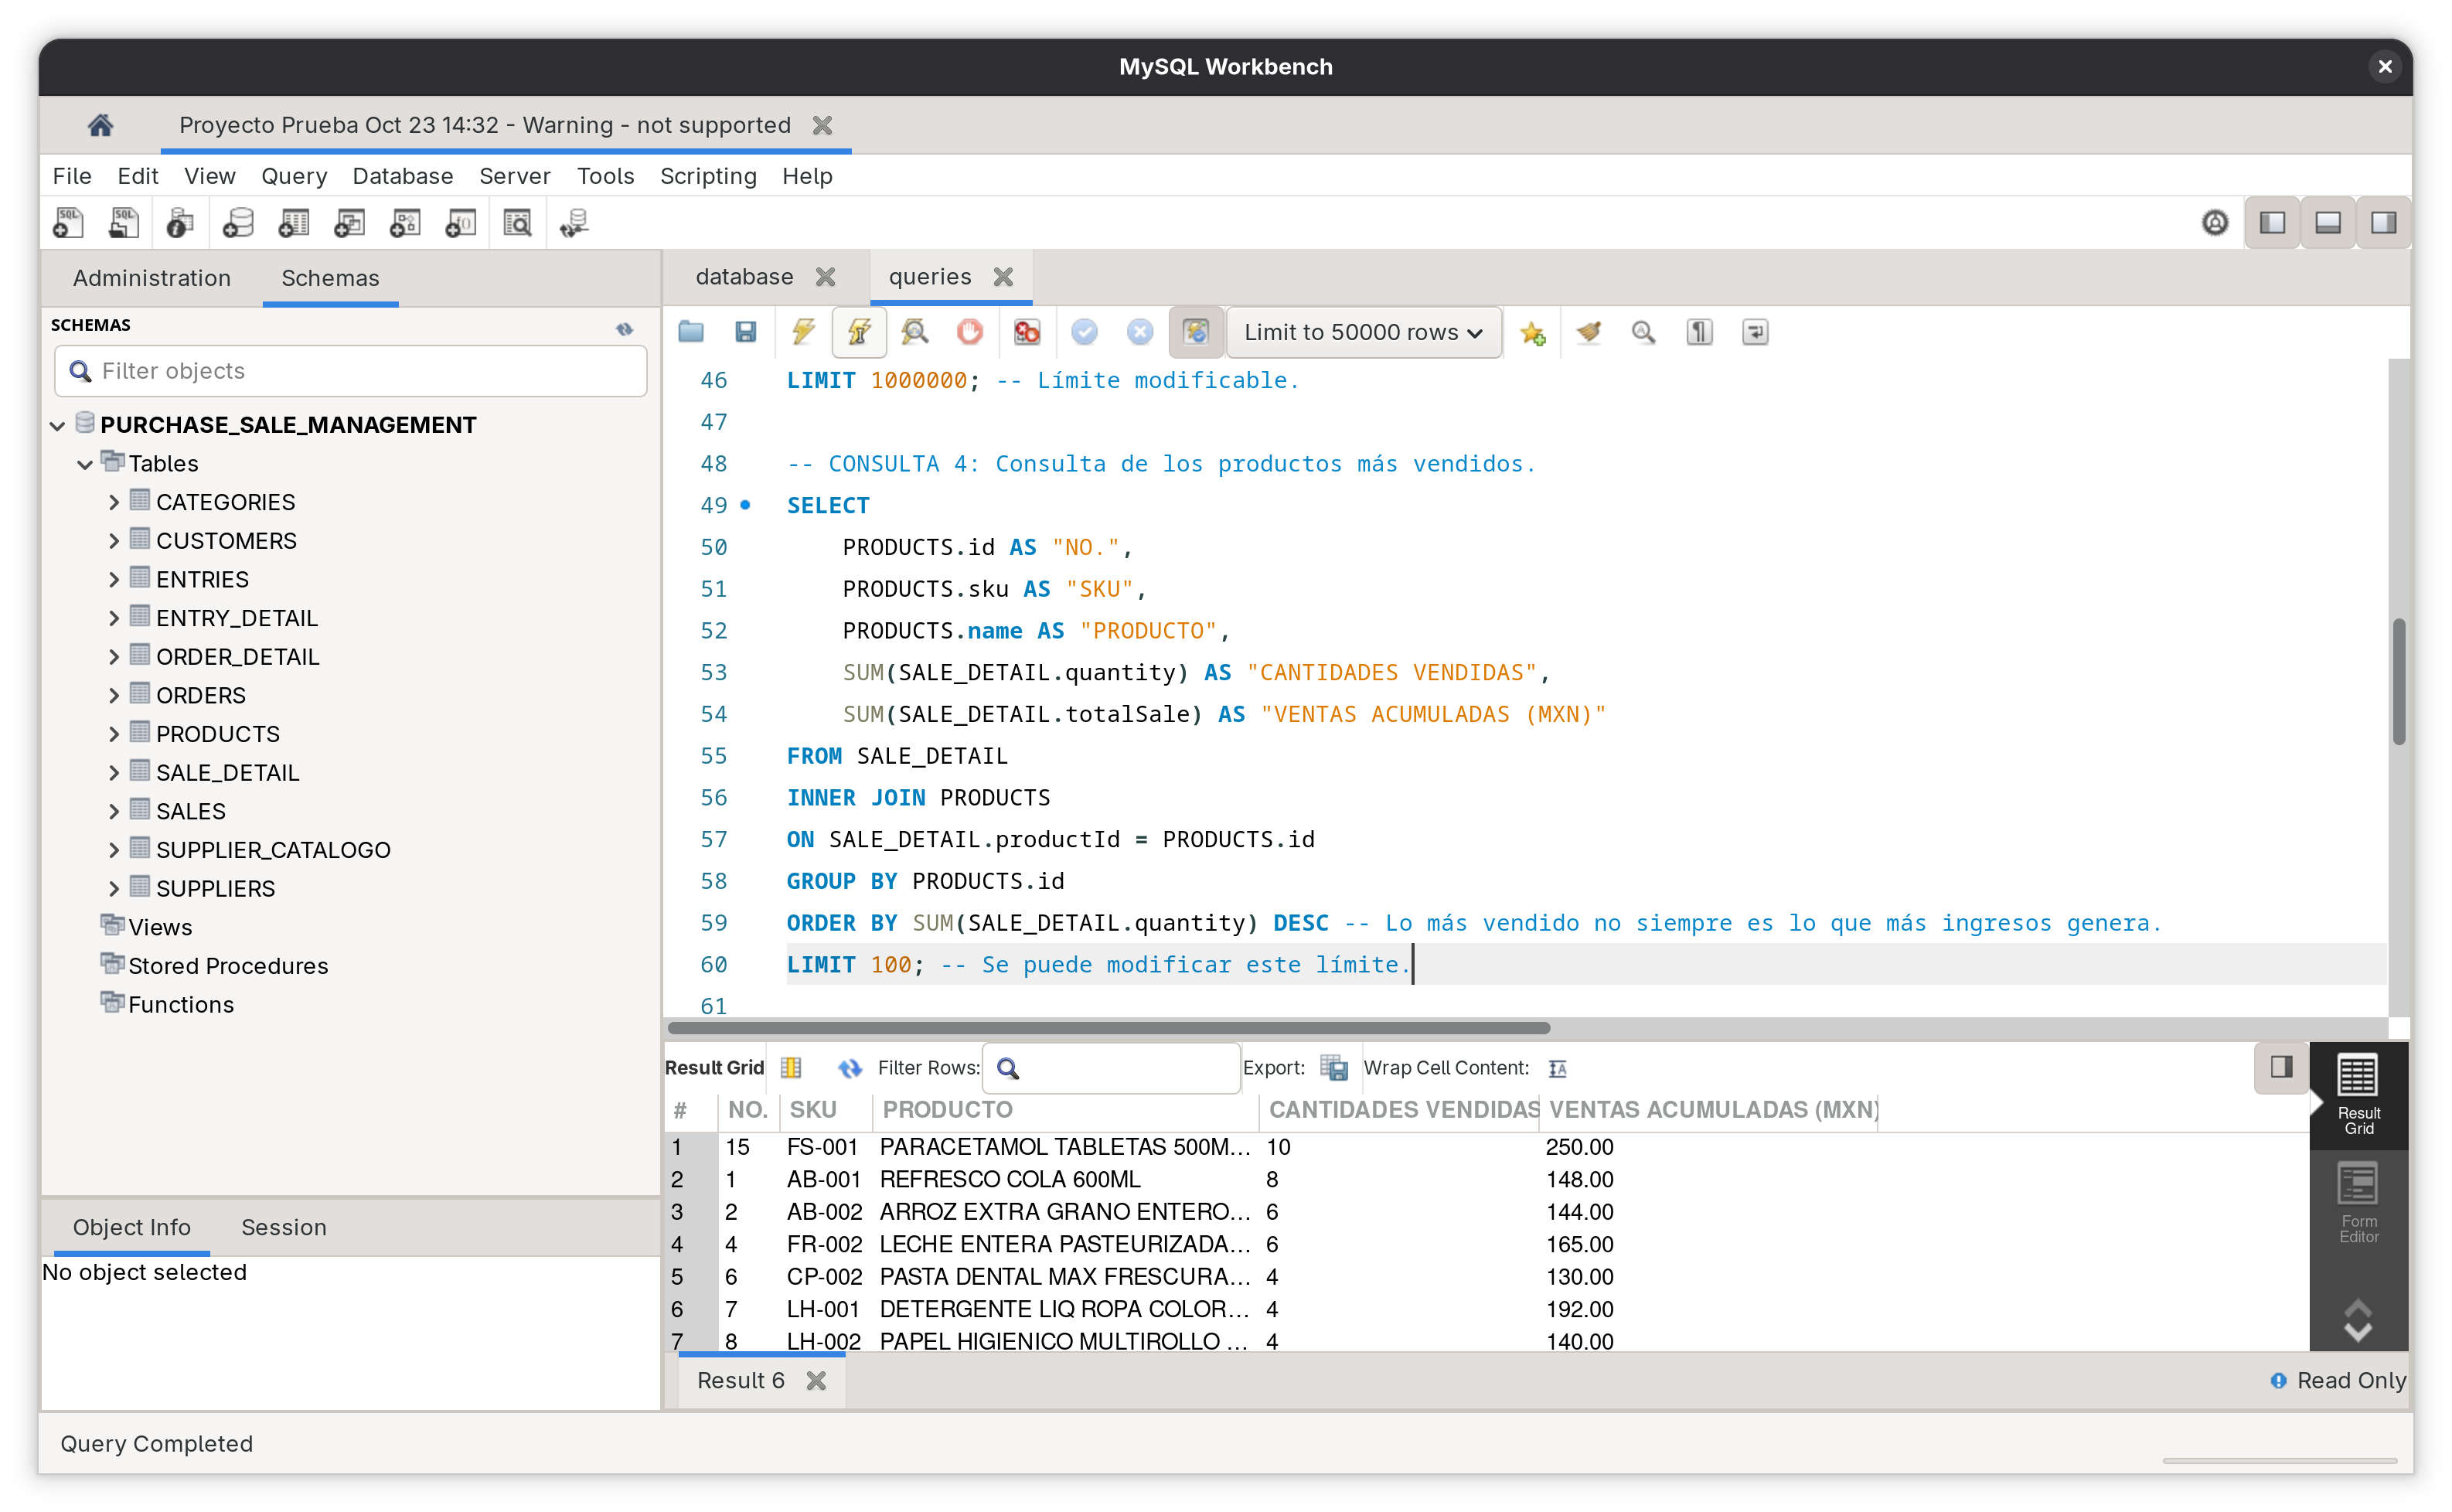 MySQL Workbench
Proyecto Prueba Oct 23 14:32 - Warning - not supported
File Edit View Query Database Server Tools Scripting Help
Administration Schemas
SCHEMAS
Filter objects
PURCHASE_SALE_MANAGEMENT
Tables
CATEGORIES
CUSTOMERS
ENTRIES
ENTRY_DETAIL
ORDER_DETAIL
ORDERS
PRODUCTS
SALE_DETAIL
SALES
SUPPLIER_CATALOGO
SUPPLIERS
Views
Stored Procedures
Functions
Object Info Session
No object selected
database queries
Limit to 50000 rows
46 LIMIT 1000000; -- Límite modificable.
47
48 -- CONSULTA 4: Consulta de los productos más vendidos.
49 SELECT
50 PRODUCTS.id AS "NO.",
51 PRODUCTS.sku AS "SKU",
52 PRODUCTS.name AS "PRODUCTO",
53 SUM(SALE_DETAIL.quantity) AS "CANTIDADES VENDIDAS",
54 SUM(SALE_DETAIL.totalSale) AS "VENTAS ACUMULADAS (MXN)"
55 FROM SALE_DETAIL
56 INNER JOIN PRODUCTS
57 ON SALE_DETAIL.productId = PRODUCTS.id
58 GROUP BY PRODUCTS.id
59 ORDER BY SUM(SALE_DETAIL.quantity) DESC -- Lo más vendido no siempre es lo que más ingresos genera.
60 LIMIT 100; -- Se puede modificar este límite.
61
Result Grid Filter Rows: Export: Wrap Cell Content:
# NO. SKU PRODUCTO CANTIDADES VENDIDAS VENTAS ACUMULADAS (MXN)
1 15 FS-001 PARACETAMOL TABLETAS 500M... 10 250.00
2 1 AB-001 REFRESCO COLA 600ML 8 148.00
3 2 AB-002 ARROZ EXTRA GRANO ENTERO... 6 144.00
4 4 FR-002 LECHE ENTERA PASTEURIZADA... 6 165.00
5 6 CP-002 PASTA DENTAL MAX FRESCURA... 4 130.00
6 7 LH-001 DETERGENTE LIQ ROPA COLOR... 4 192.00
7 8 LH-002 PAPEL HIGIENICO MULTIROLLO ... 4 140.00
Result
Grid
Form
Editor
Result 6
Read Only
Query Completed